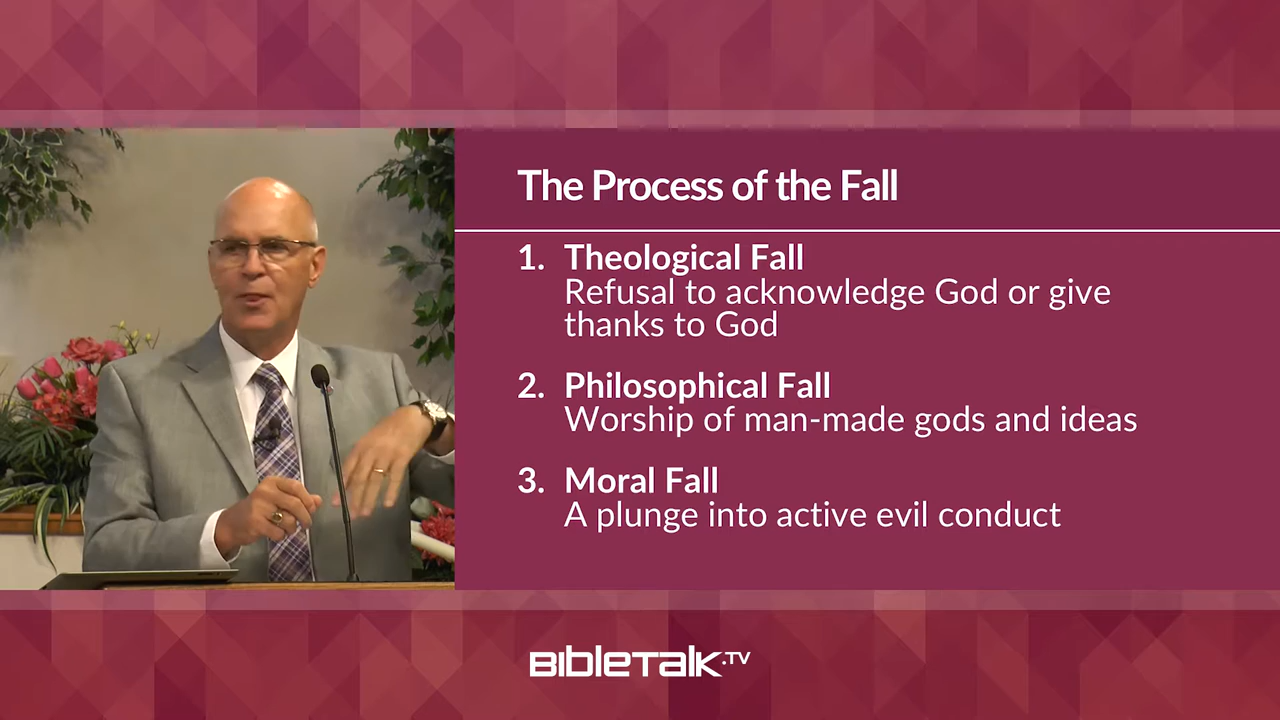 The Process of the Fall
1. Theological Fall
Refusal to acknowledge God or give
thanks to God
2. Philosophical Fall
Worship of man-made gods and ideas
3. Moral Fall
A plunge into active evil conduct
BIBLETALK.TV